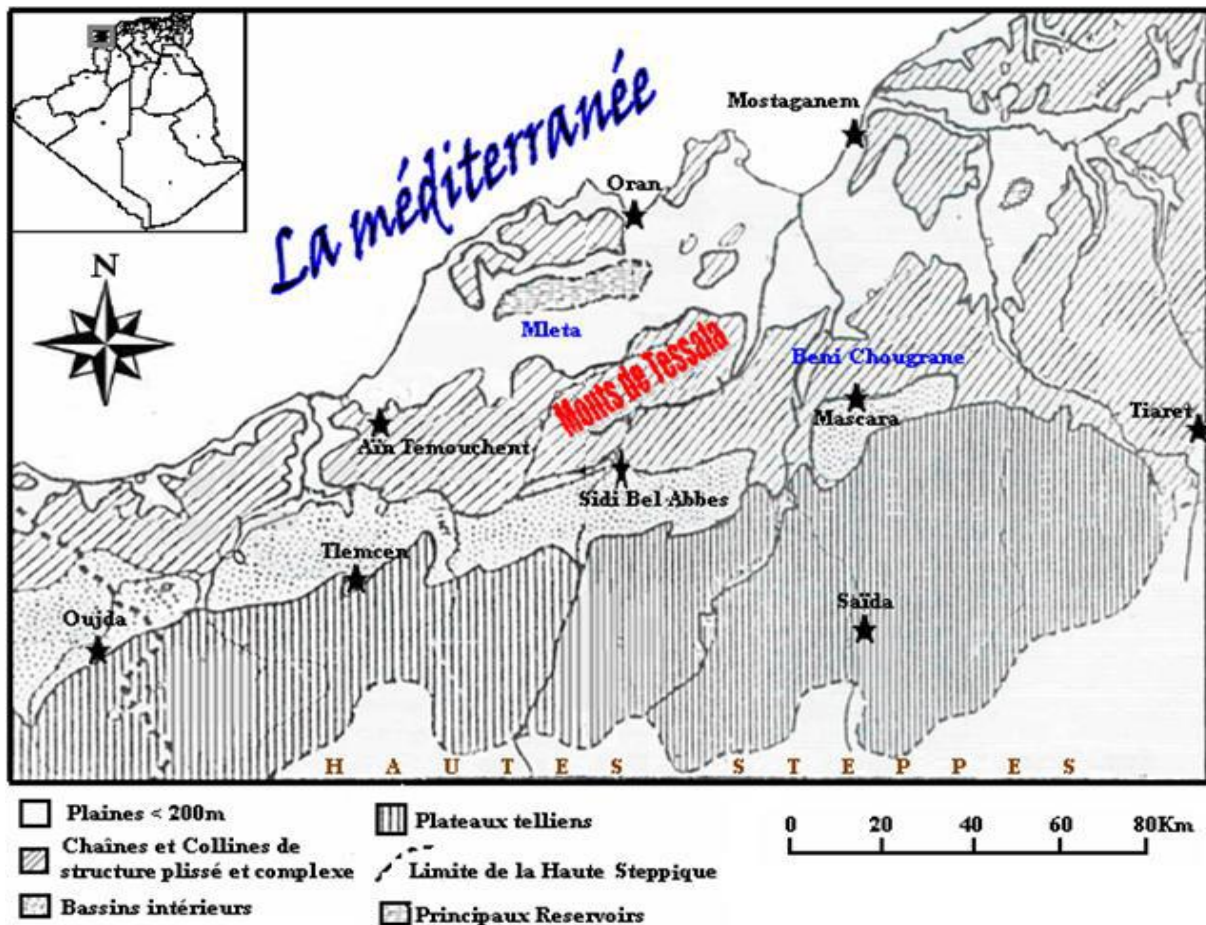 La méditerranée
Mostaganem
Oran
N
Mleta
Monts de Tessala
Beni Chougrane
Mascara
Tiaret
Aïn Temouchent
Sidi Bel Abbes
Tlemcen
Oujda
Saïda
HAUTES STEPPES
Plaines < 200m
Chaînes et Collines de
structure plissé et complexe
Bassins intérieurs
Plateaux telliens
Limite de la Haute Steppique
Principaux Reservoirs
0 20 40 60 80Km